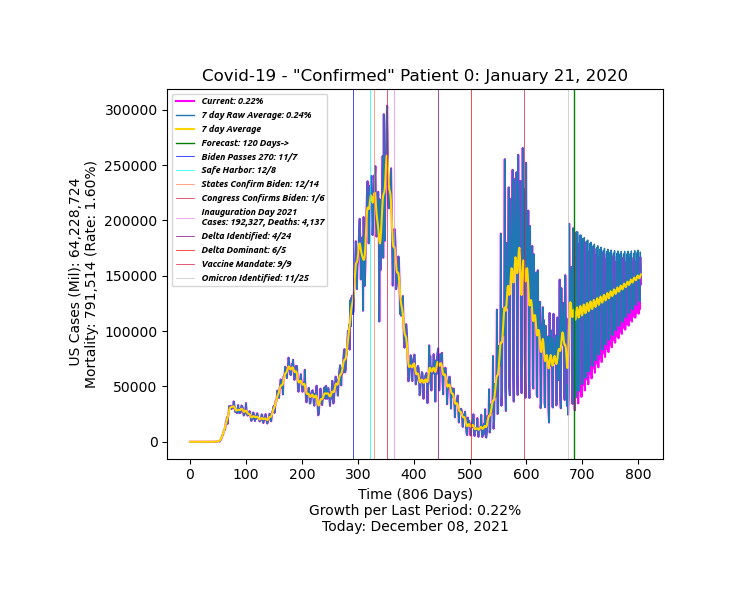 Covid-19 - "Confirmed" Patient 0: January 21, 2020
Current: 0.22%
7 day Raw Average: 0.24%
7 day Average
Forecast: 120 Days->
Biden Passes 270: 11/7
Safe Harbor: 12/8
States Confirm Biden: 12/14
Congress Confirms Biden: 1/6
Inauguration Day 2021
Cases: 192,327, Deaths: 4,137
Delta Identified: 4/24
Delta Dominant: 6/5
Vaccine Mandate: 9/9
Omicron Identified: 11/25
300000
250000
200000
150000
100000
50000
0
US Cases (Mil): 64,228,724
Mortality: 791,514 (Rate: 1.60%)
0 100 200 300 400 500 600 700 800
Time (806 Days)
Growth per Last Period: 0.22%
Today: December 08, 2021